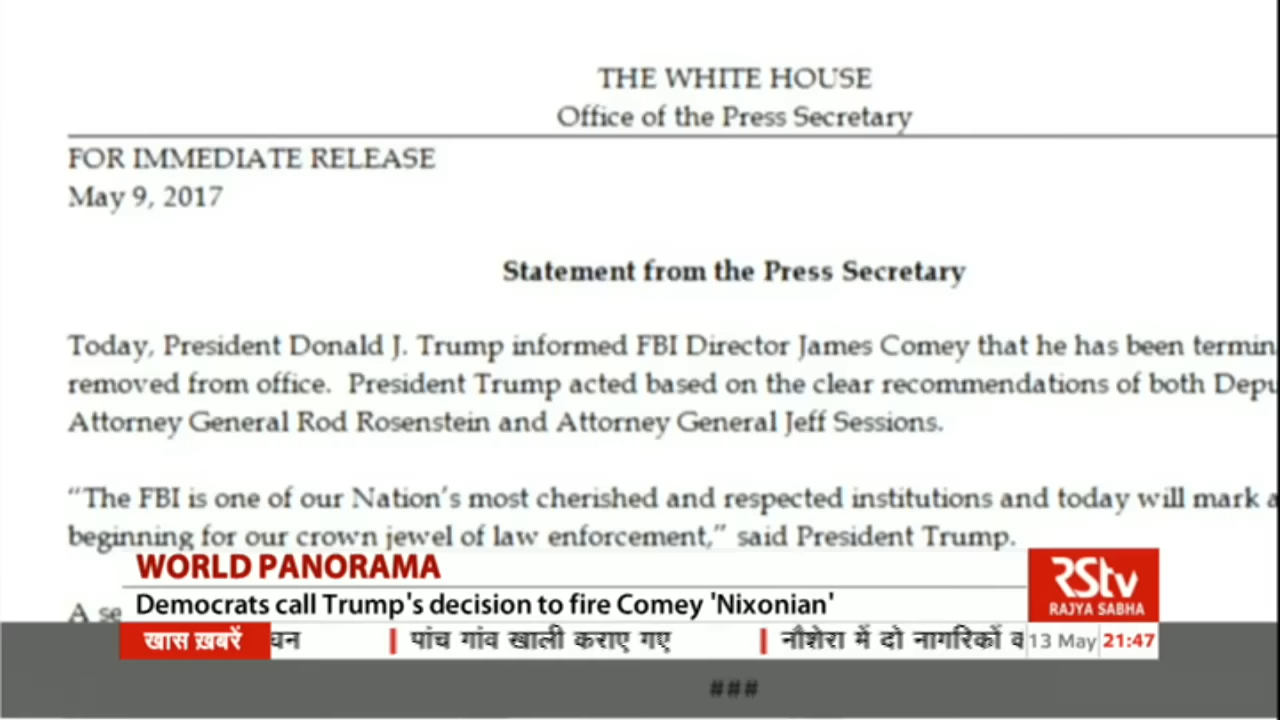 THE WHITE HOUSE
Office of the Press Secretary
FOR IMMEDIATE RELEASE
May 9, 2017
Statement from the Press Secretary
Today, President Donald J. Trump informed FBI Director James Comey that he has been termin
removed from office. President Trump acted based on the clear recommendations of both Depu
Attorney General Rod Rosenstein and Attorney General Jeff Sessions.
“The FBI is one of our Nation’s most cherished and respected institutions and today will mark a
beginning for our crown jewel of law enforcement,” said President Trump.
A se
WORLD PANORAMA
Democrats call Trump's decision to fire Comey 'Nixonian'
RStv
RAJYA SABHA
खास ख़बरें
पांच गांव खाली कराए गए
नौशेरा में दो नागरिकों
13 May 21:47
###